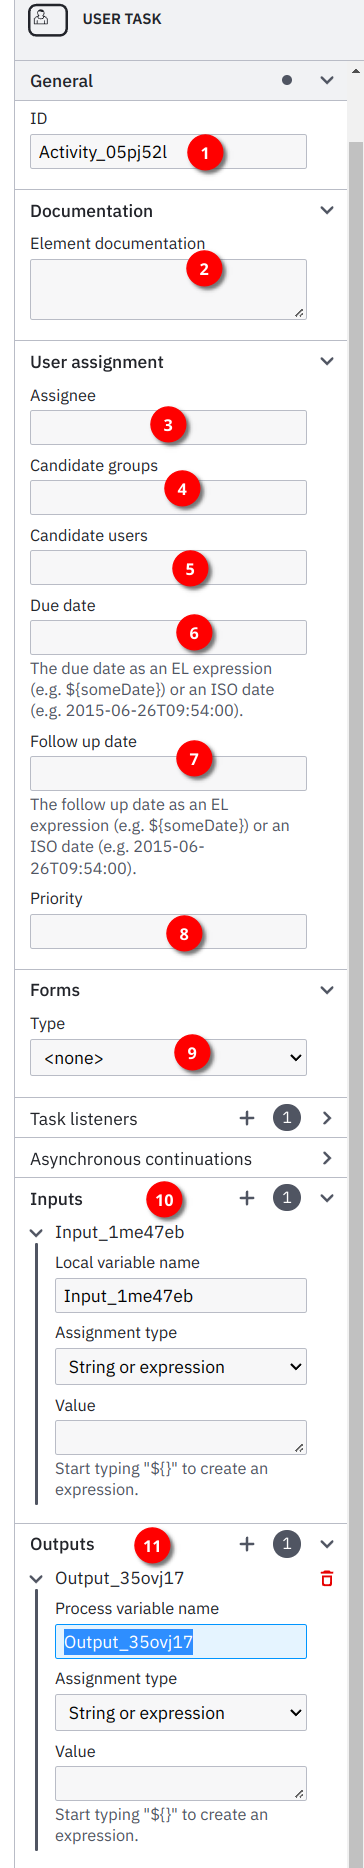 USER TASK
General
ID
Activity_05pj52l
1
Documentation
Element documentation
2
User assignment
Assignee
3
Candidate groups
4
Candidate users
5
Due date
6
The due date as an EL expression
(e.g. ${someDate}) or an ISO date
(e.g. 2015-06-26T09:54:00).
Follow up date
7
The follow up date as an EL
expression (e.g. ${someDate}) or an
ISO date (e.g. 2015-06-
26T09:54:00).
Priority
8
Forms
Type
<none>
9
Task listeners 1
Asynchronous continuations
Inputs 10 1
Input_1me47eb
Local variable name
Input_1me47eb
Assignment type
String or expression
Value
Start typing "${}" to create an
expression.
Outputs 11 1
Output_35ovj17
Process variable name
Output_35ovj17
Assignment type
String or expression
Value
Start typing "${}" to create an
expression.